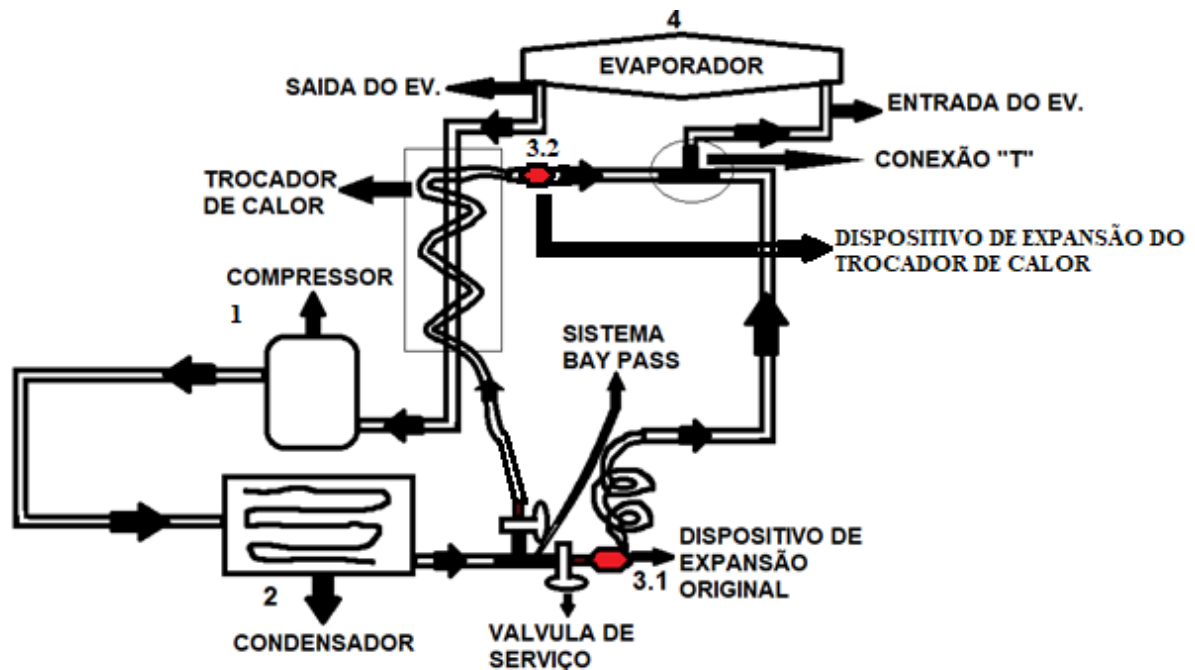 4
EVAPORADOR
SAIDA DO EV.
ENTRADA DO EV.
3.2
CONEXÃO "T"
TROCADOR
DE CALOR
DISPOSITIVO DE EXPANSÃO DO
TROCADOR DE CALOR
COMPRESSOR
1
SISTEMA
BAY PASS
DISPOSITIVO DE
EXPANSÃO
ORIGINAL
3.1
2
CONDENSADOR
VALVULA DE
SERVIÇO